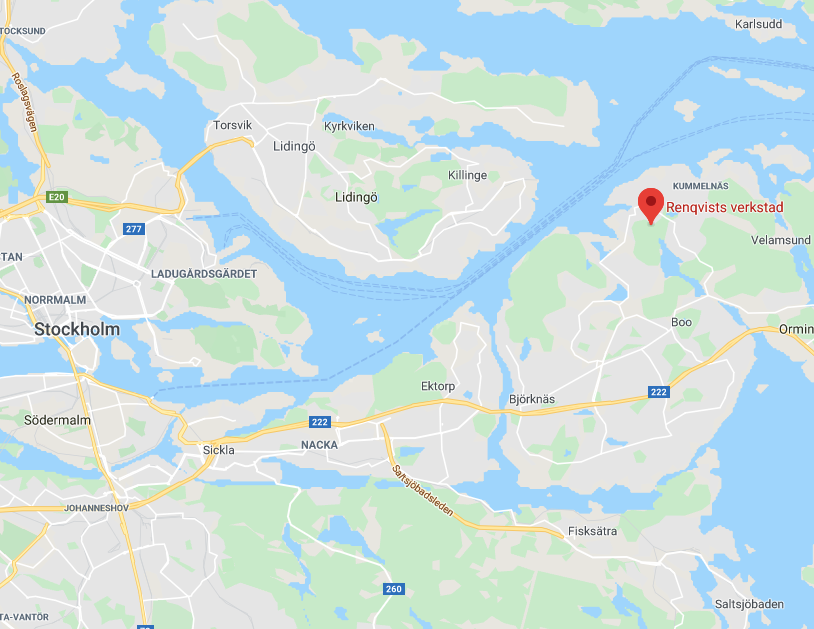 Karlsudd
TOCKSUND
Roslagsvägen
Torsvik
Kyrkviken
Lidingö
Killinge
KUMMELNÄS
E20
Lidingö
Renqvists verkstad
277
Velamsund
TAN
LADUGÅRDSGÄRDET
NORRMALM
Stockholm
Boo
Ormin
Ektorp
222
Björknäs
Södermalm
222
NACKA
Sickla
Saltsjöbadsleden
JOHANNESHOV
Fisksätra
260
Saltsjöbaden
TA-VANTÖR